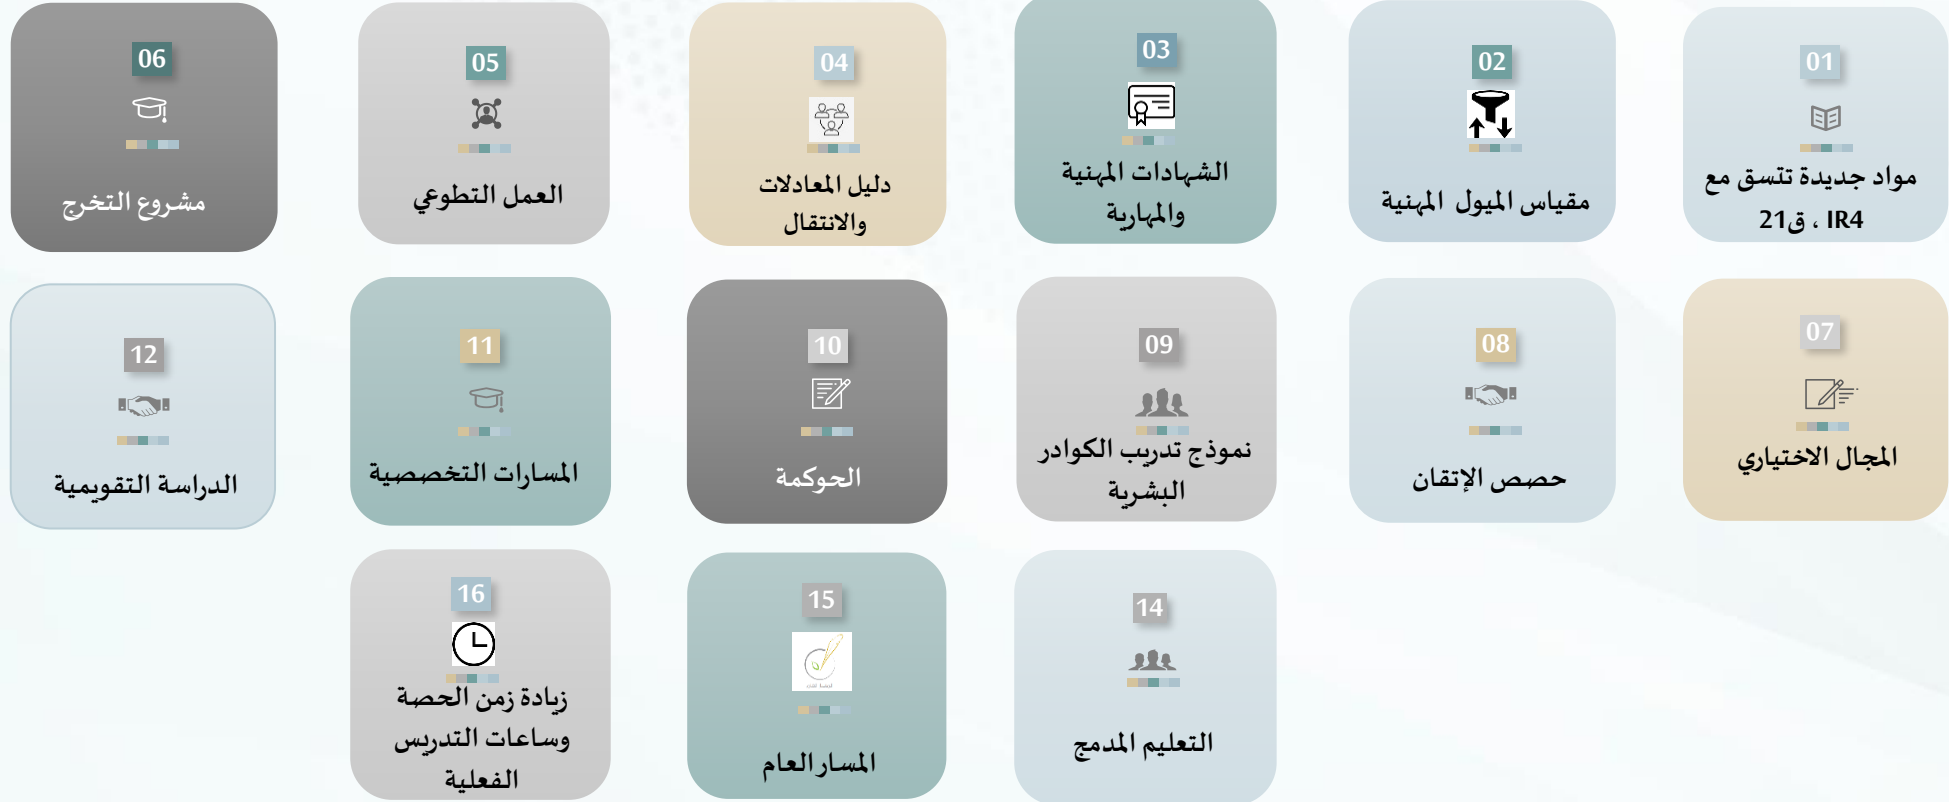 01
مواد جديدة تتسق مع
IR4 ، ق21
02
مقياس الميول المهنية
03
الشهادات المهنية
والمهارية
04
دليل المعادلات
والانتقال
05
العمل التطوعي
06
مشروع التخرج
07
المجال الاختياري
08
حصص الإتقان
09
نموذج تدريب الكوادر
البشرية
10
الحوكمة
11
المسارات التخصصية
12
الدراسة التقويمية
14
التعليم المدمج
15
المسار العام
16
زيادة زمن الحصة
وساعات التدريس
الفعلية